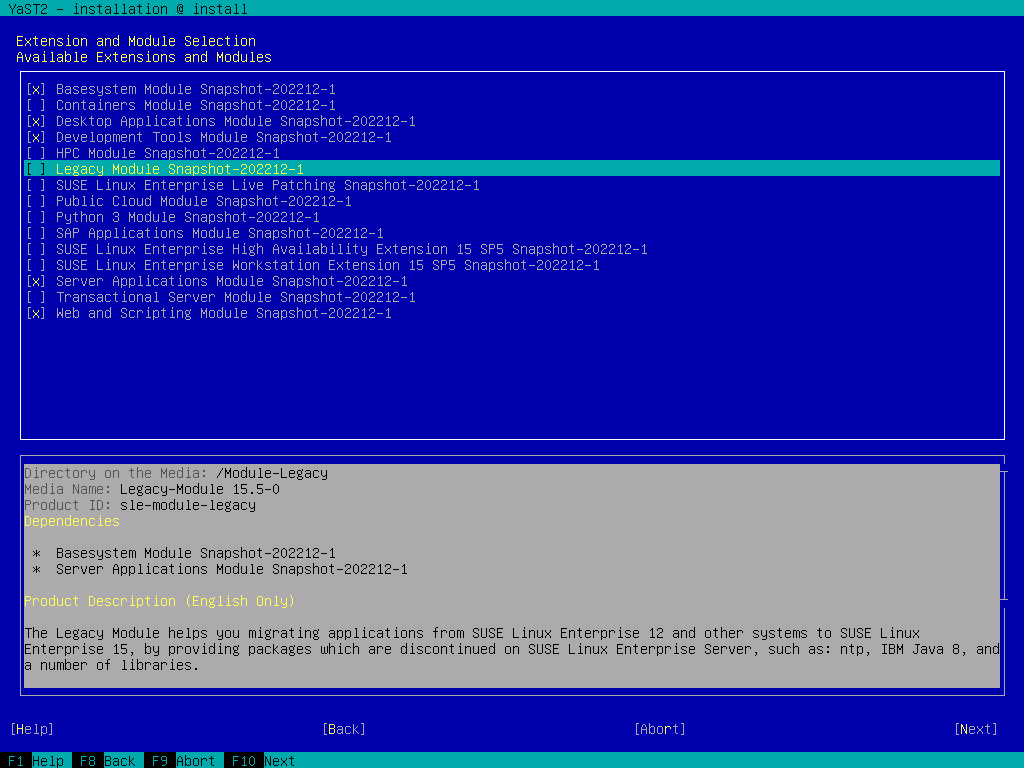 YaST2 - installation @ install
Extension and Module Selection
Available Extensions and Modules
[x] Basesystem Module Snapshot-202212-1
[ ] Containers Module Snapshot-202212-1
[x] Desktop Applications Module Snapshot-202212-1
[x] Development Tools Module Snapshot-202212-1
[ ] HPC Module Snapshot-202212-1
[ ] Legacy Module Snapshot-202212-1
[ ] SUSE Linux Enterprise Live Patching Snapshot-202212-1
[ ] Public Cloud Module Snapshot-202212-1
[ ] Python 3 Module Snapshot-202212-1
[ ] SAP Applications Module Snapshot-202212-1
[ ] SUSE Linux Enterprise High Availability Extension 15 SP5 Snapshot-202212-1
[ ] SUSE Linux Enterprise Workstation Extension 15 SP5 Snapshot-202212-1
[x] Server Applications Module Snapshot-202212-1
[ ] Transactional Server Module Snapshot-202212-1
[x] Web and Scripting Module Snapshot-202212-1
Directory on the Media: /Module-Legacy
Media Name: Legacy-Module 15.5-0
Product ID: sle-module-legacy
Dependencies
* Basesystem Module Snapshot-202212-1
* Server Applications Module Snapshot-202212-1
Product Description (English Only)
The Legacy Module helps you migrating applications from SUSE Linux Enterprise 12 and other systems to SUSE Linux
Enterprise 15, by providing packages which are discontinued on SUSE Linux Enterprise Server, such as: ntp, IBM Java 8, and
a number of libraries.
[Help] [Back] [Abort] [Next]
F1 Help F8 Back F9 Abort F10 Next